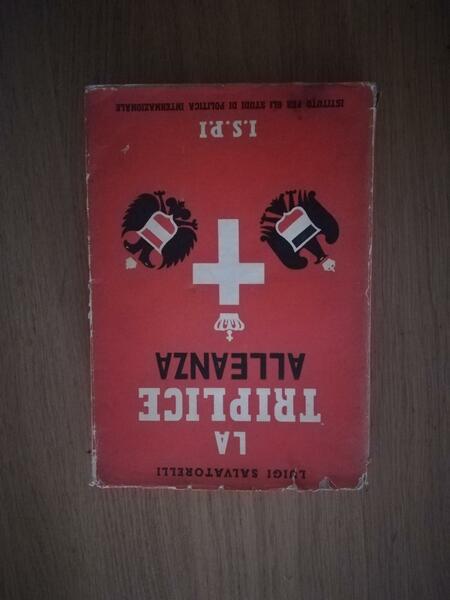 LUIGI SALVATORELLI
LA
TRIPLICE
ALLEANZA
I.S.P.I
ISTITUTO PER GLI STUDI DI POLITICA INTERNAZIONALE